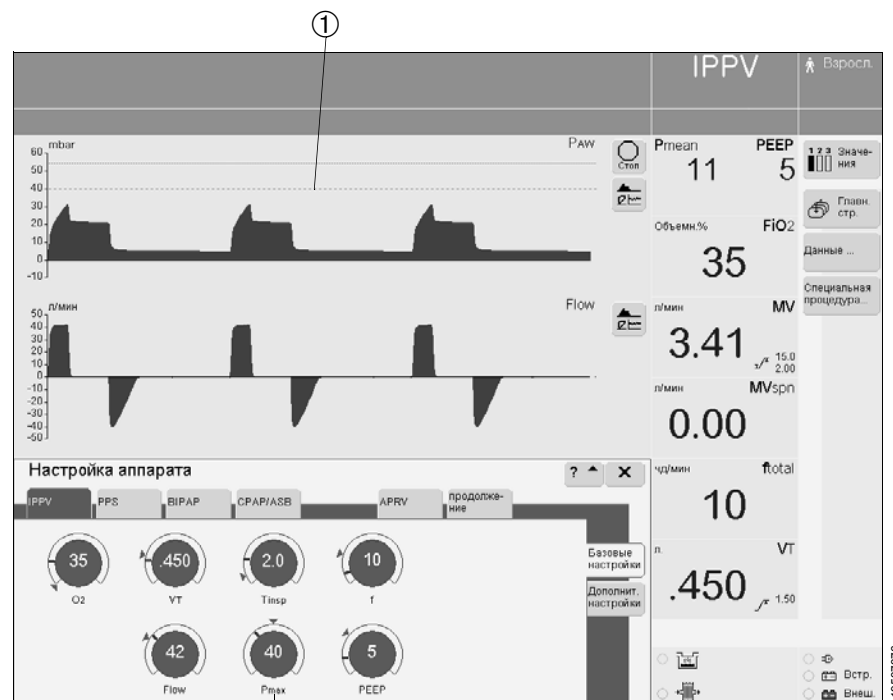 ①
IPPV
Взросл.
mbar
Paw
60
50
40
30
20
10
0
-10
Стоп
Pmean
PEEP
11
5
1 2 3
Значе-
ния
Главн.
стр.
Объемн.%
FiO2
35
Данные ...
Специальная
процедура...
л/мин
Flow
50
40
30
20
10
0
-10
-20
-30
-40
-50
л/мин
MV
3.41
15.0
2.00
л/мин
MVspn
0.00
Настройка аппарата
?
X
IPPV
PPS
BIPAP
CPAP/ASB
APRV
продолже-
ние
чд/мин
ftotal
10
35
.450
2.0
10
O2
VT
Tinsp
f
Базовые
настройки
Дополнит.
настройки
л.
VT
.450
1.50
42
40
5
Flow
Pmax
PEEP
Встр.
Внеш.